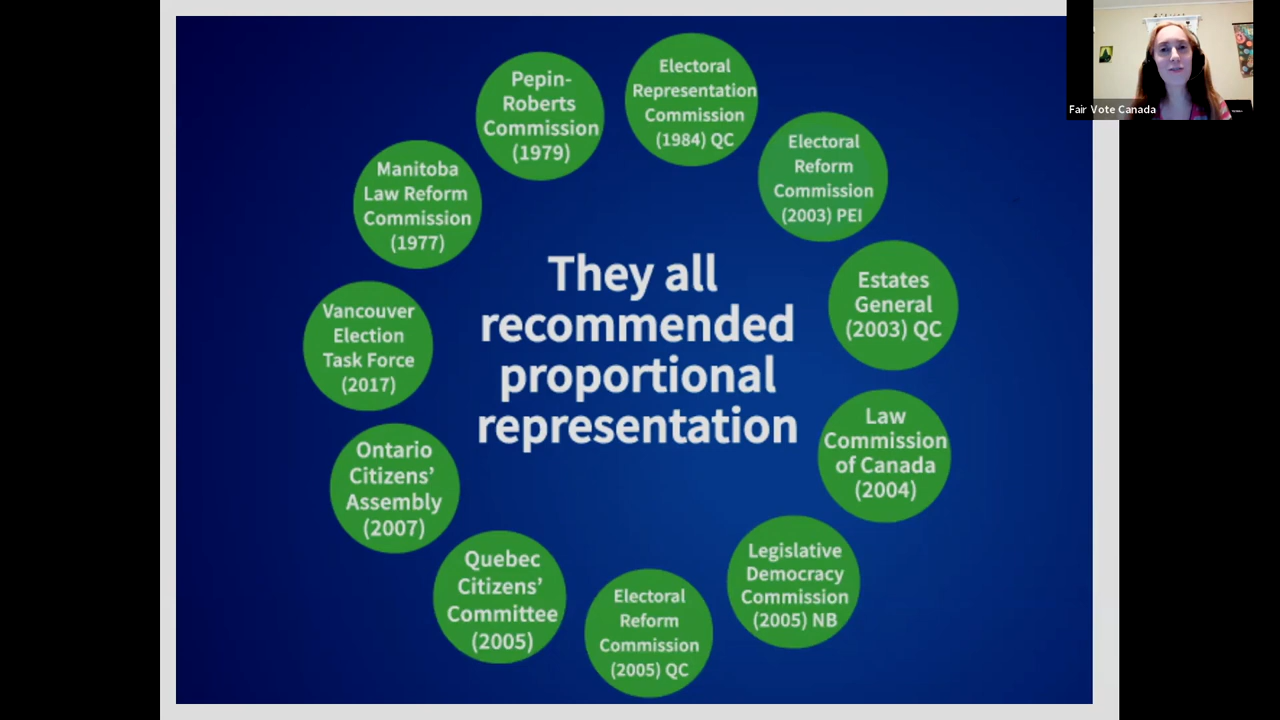 Pepin-
Roberts
Commission
(1979)
Electoral
Representation
Commission
(1984) QC
Electoral
Reform
Commission
(2003) PEI
Estates
General
(2003) QC
Law
Commission
of Canada
(2004)
Legislative
Democracy
Commission
(2005) NB
Electoral
Reform
Commission
(2005) QC
Quebec
Citizens’
Committee
(2005)
Ontario
Citizens’
Assembly
(2007)
Vancouver
Election
Task Force
(2017)
Manitoba
Law Reform
Commission
(1977)
They all
recommended
proportional
representation
Fair Vote Canada